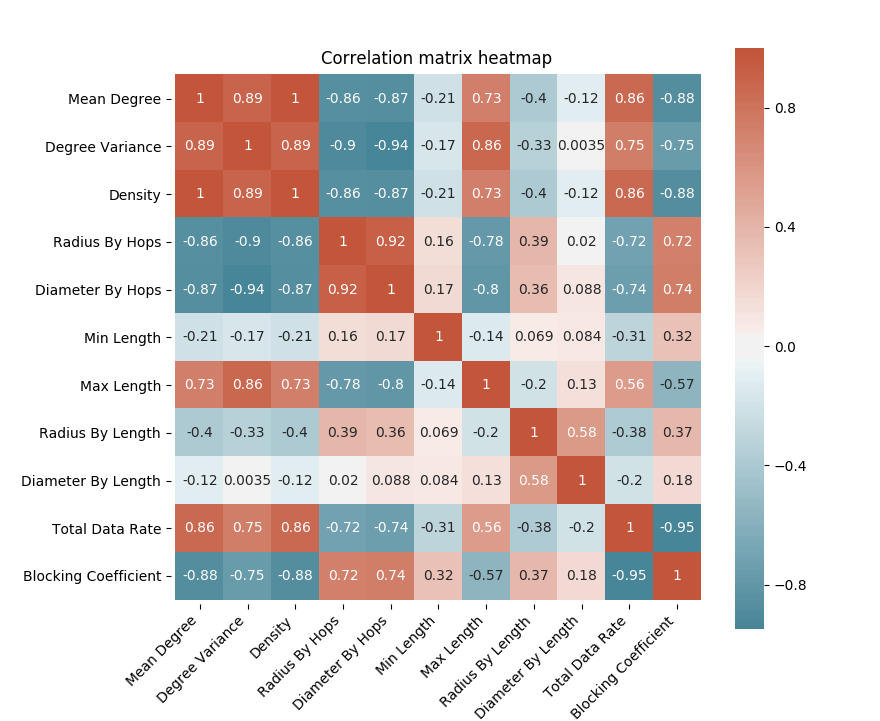 Correlation matrix heatmap
Mean Degree 1 0.89 1 -0.86 -0.87 -0.21 0.73 -0.4 -0.12 0.86 -0.88
Degree Variance 0.89 1 0.89 -0.9 -0.94 -0.17 0.86 -0.33 0.0035 0.75 -0.75
Density 1 0.89 1 -0.86 -0.87 -0.21 0.73 -0.4 -0.12 0.86 -0.88
Radius By Hops -0.86 -0.9 -0.86 1 0.92 0.16 -0.78 0.39 0.02 -0.72 0.72
Diameter By Hops -0.87 -0.94 -0.87 0.92 1 0.17 -0.8 0.36 0.088 -0.74 0.74
Min Length -0.21 -0.17 -0.21 0.16 0.17 1 -0.14 0.069 0.084 -0.31 0.32
Max Length 0.73 0.86 0.73 -0.78 -0.8 -0.14 1 -0.2 0.13 0.56 -0.57
Radius By Length -0.4 -0.33 -0.4 0.39 0.36 0.069 -0.2 1 0.58 -0.38 0.37
Diameter By Length -0.12 0.0035 -0.12 0.02 0.088 0.084 0.13 0.58 1 -0.2 0.18
Total Data Rate 0.86 0.75 0.86 -0.72 -0.74 -0.31 0.56 -0.38 -0.2 1 -0.95
Blocking Coefficient -0.88 -0.75 -0.88 0.72 0.74 0.32 -0.57 0.37 0.18 -0.95 1
Mean Degree
Degree Variance
Density
Radius By Hops
Diameter By Hops
Min Length
Max Length
Radius By Length
Diameter By Length
Total Data Rate
Blocking Coefficient
0.8
0.4
0.0
−0.4
−0.8